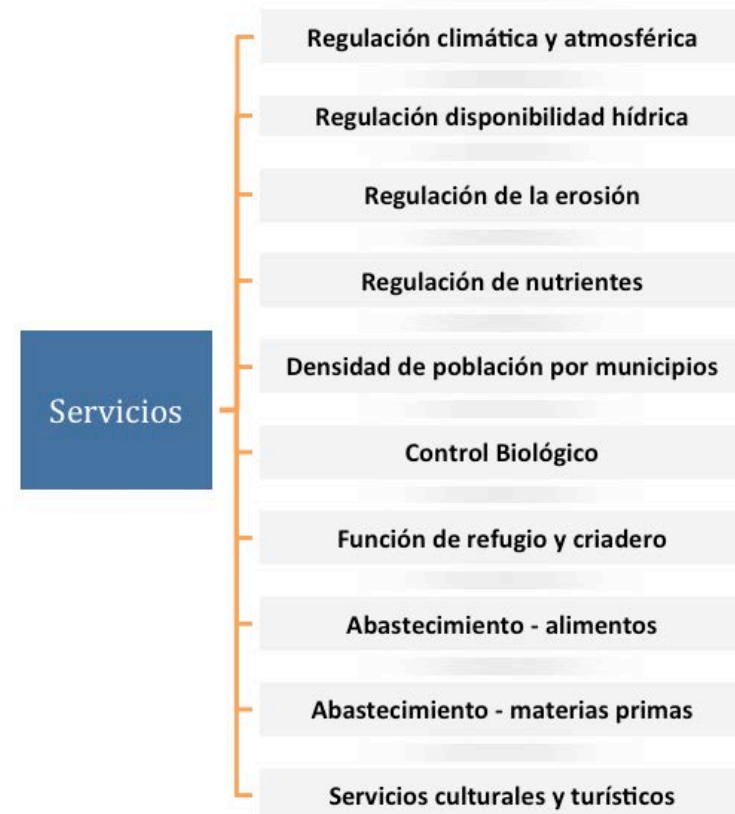 Servicios
Regulación climática y atmosférica
Regulación disponibilidad hídrica
Regulación de la erosión
Regulación de nutrientes
Densidad de población por municipios
Control Biológico
Función de refugio y criadero
Abastecimiento - alimentos
Abastecimiento - materias primas
Servicios culturales y turísticos